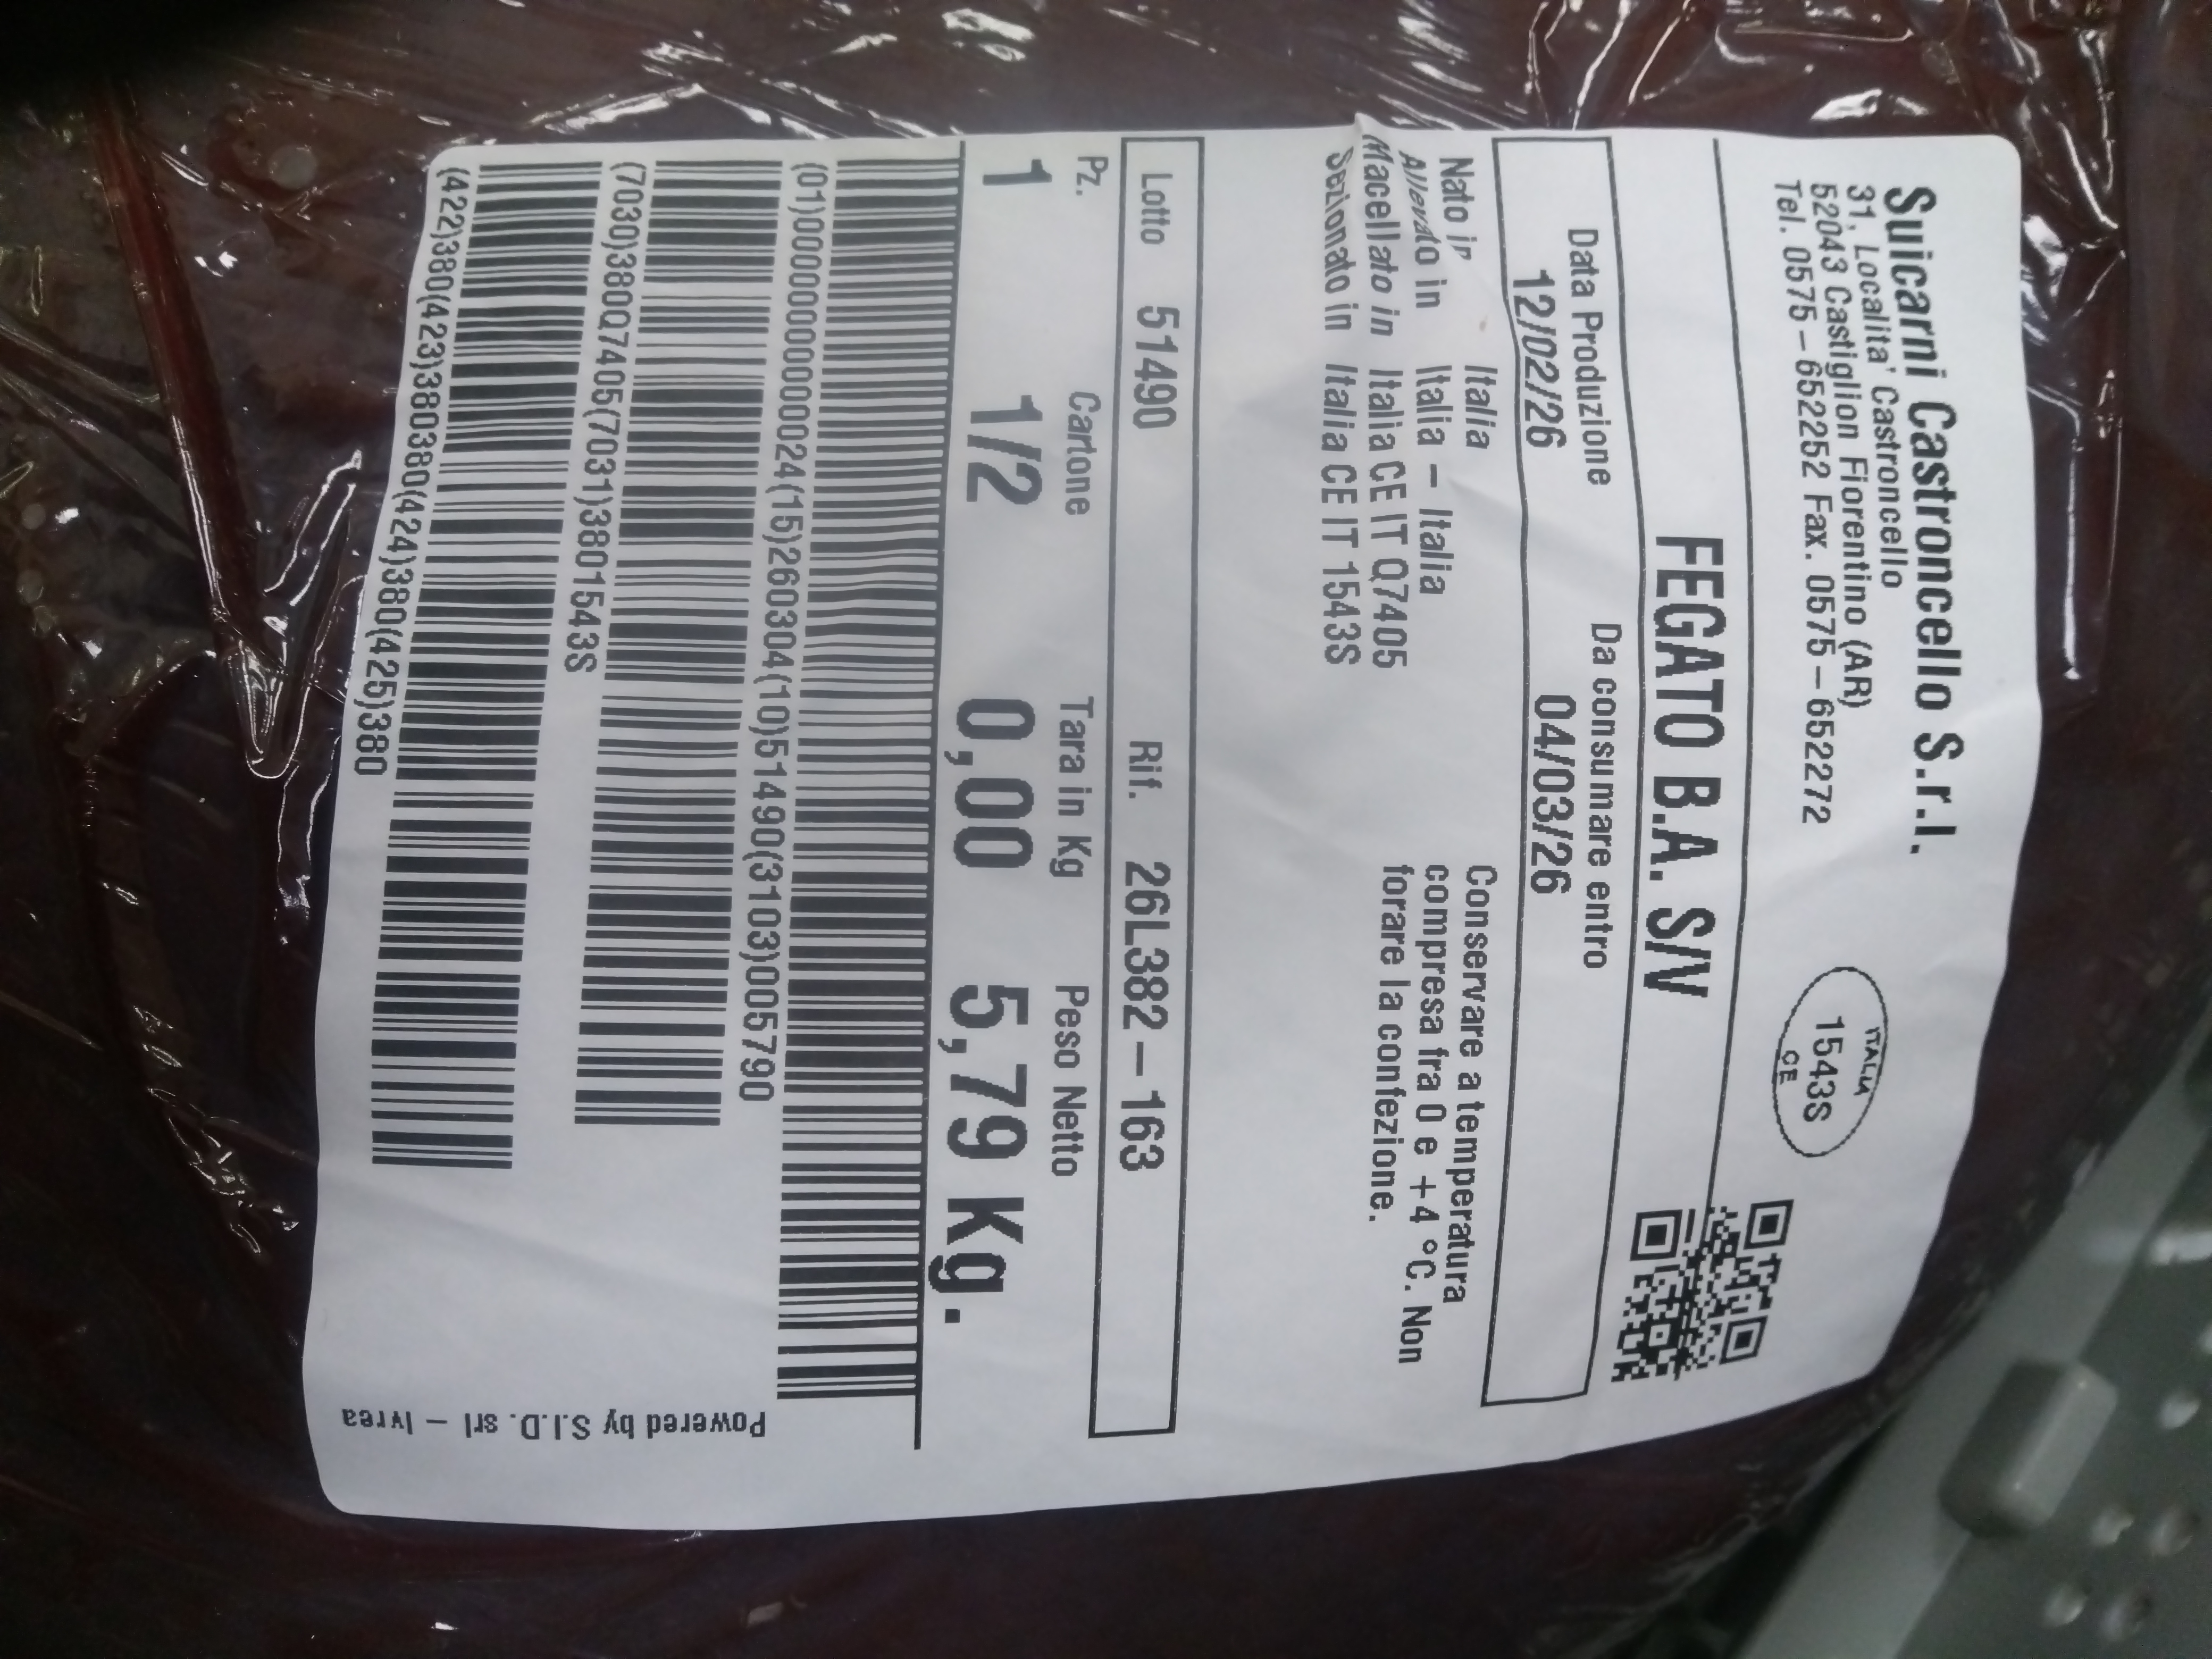 Suicarni Castroncello S.r.l.
31, Localita' Castroncello
52043 Castiglion Fiorentino (AR)
Tel. 0575-652252 Fax. 0575-652272
ITALIA
1543S
CE
FEGATO B.A. S/V
Data Produzione Da consumare entro
12/02/26 04/03/26
Nato in Italia
Allevato in Italia - Italia
Macellato in Italia CE IT Q7405
Sezionato in Italia CE IT 1543S
Conservare a temperatura
compresa fra 0 e +4 °C. Non
forare la confezione.
Lotto 51490 Rif. 26L382-163
Pz. Cartone Tara in Kg Peso Netto
1 1/2 0,00 5,79 Kg.
(01)00000000000024(15)260304(10)51490(3103)005790
(7030)380Q7405(7031)3801543S
(422)380(423)380380(424)380(425)380
Powered by S.I.D. srl - Ivrea